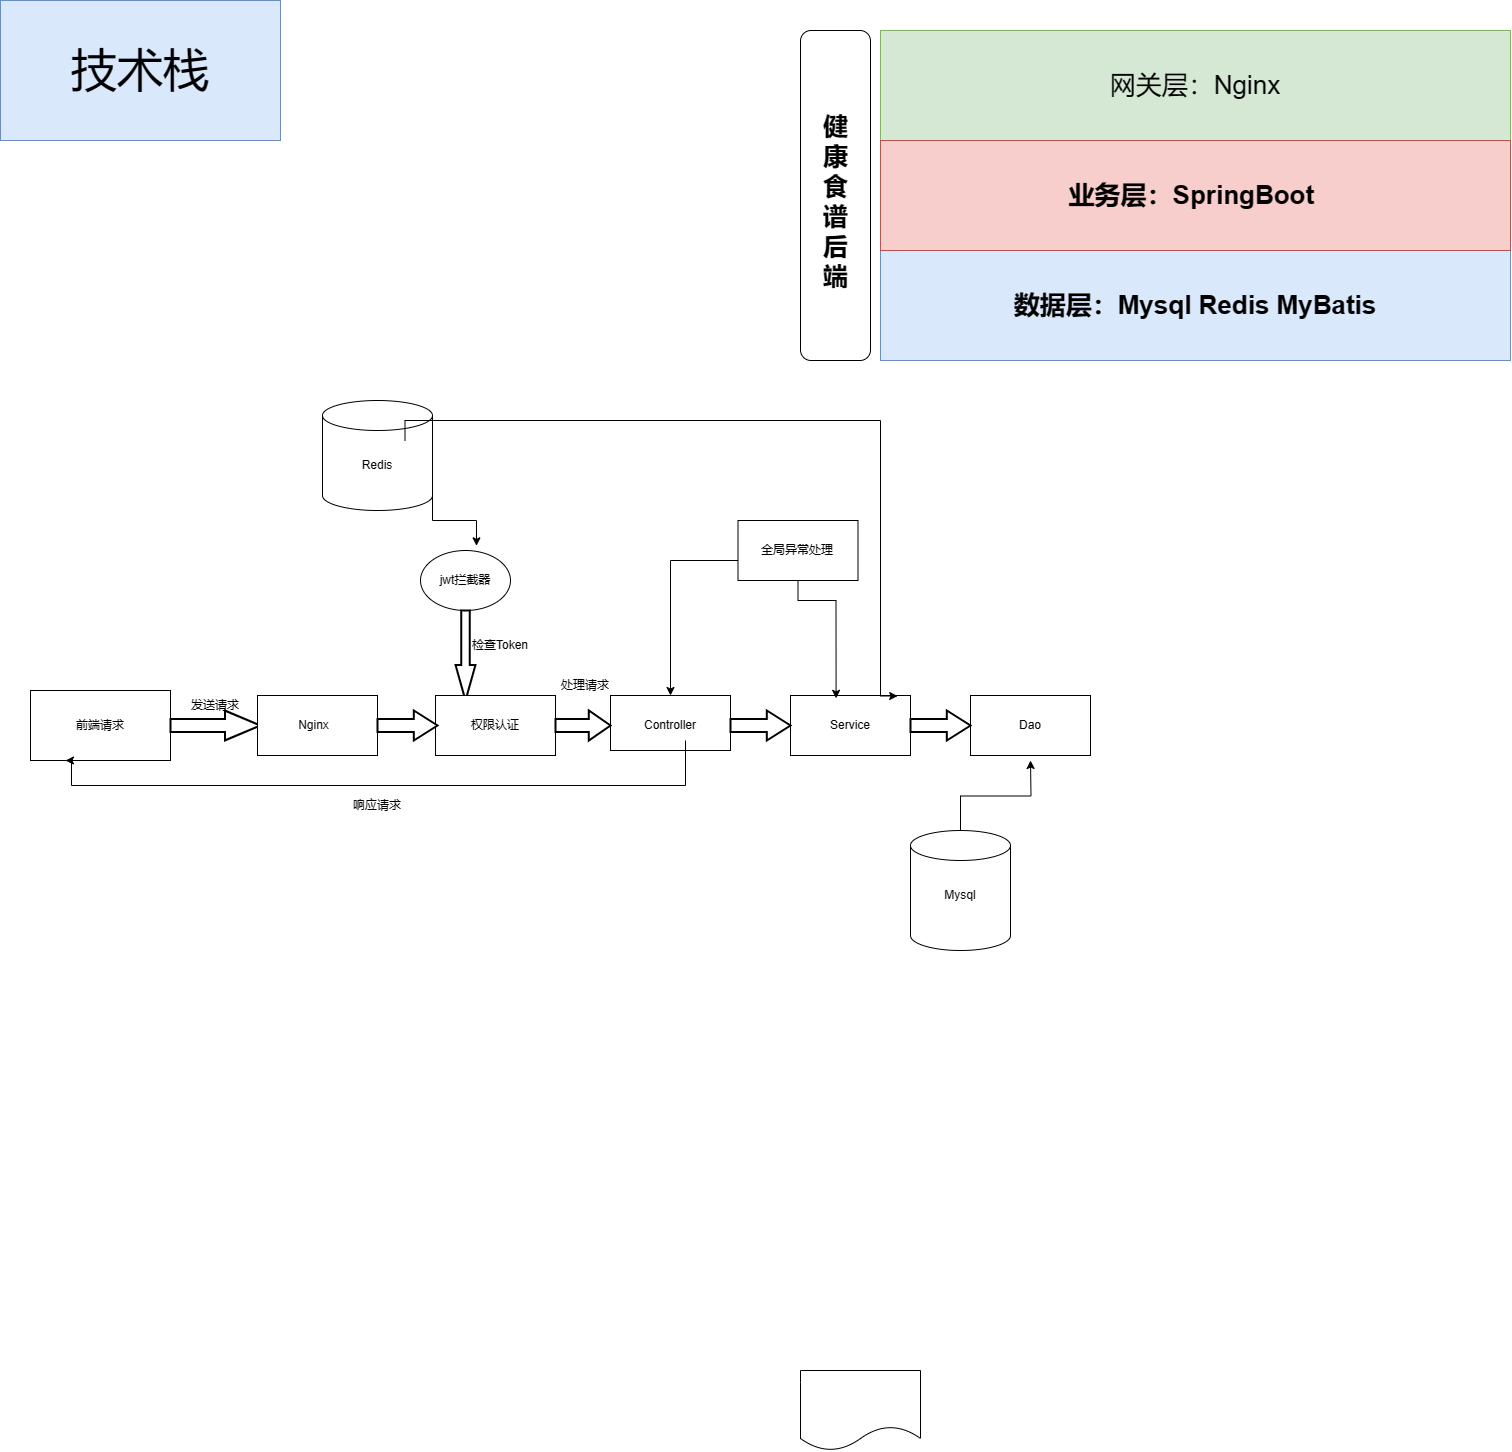 技术栈
健
康
食
谱
后
端
网关层：Nginx
业务层：SpringBoot
数据层：Mysql Redis MyBatis
Redis
全局异常处理
jwt拦截器
检查Token
处理请求
发送请求
前端请求
Nginx
权限认证
Controller
Service
Dao
响应请求
Mysql